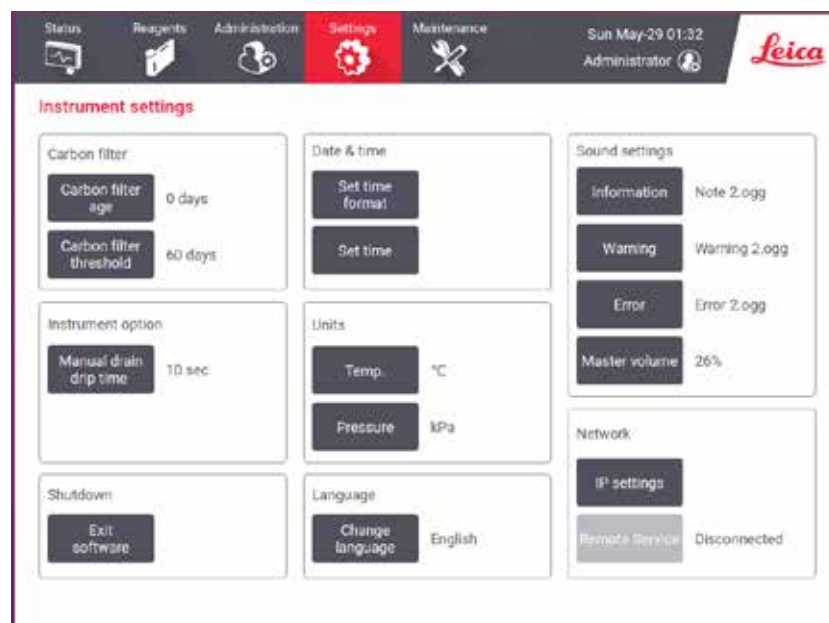 Status
Reagents
Administration
Settings
Maintenance
Sun May-29 01:32
Administrator
Leica
Instrument settings
Carbon filter
Carbon filter
age
0 days
Carbon filter
threshold
60 days
Instrument option
Manual drain
drip time
10 sec
Shutdown
Exit
software
Date & time
Set time
format
Set time
Units
Temp.
°C
Pressure
kPa
Language
Change
language
English
Sound settings
Information
Note 2.ogg
Warning
Warning 2.ogg
Error
Error 2.ogg
Master volume
26%
Network
IP settings
Remote Service
Disconnected